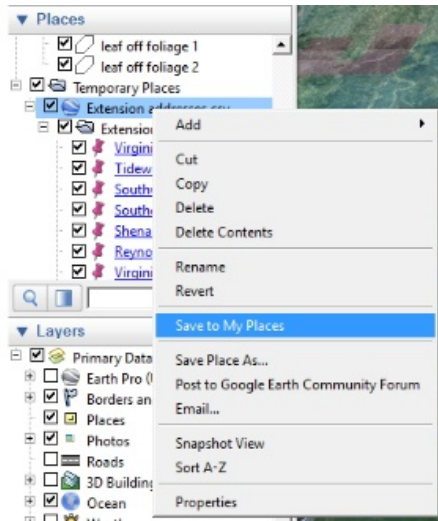 Places
leaf off foliage 1
leaf off foliage 2
Temporary Places
Extension addresses.csv
Extension
Virgini
Tidew
South
South
Shena
Reyno
Virgini
Add
Cut
Copy
Delete
Delete Contents
Rename
Revert
Save to My Places
Save Place As...
Post to Google Earth Community Forum
Email...
Snapshot View
Sort A-Z
Properties
Layers
Primary Data
Earth Pro (
Borders an
Places
Photos
Roads
3D Building
Ocean